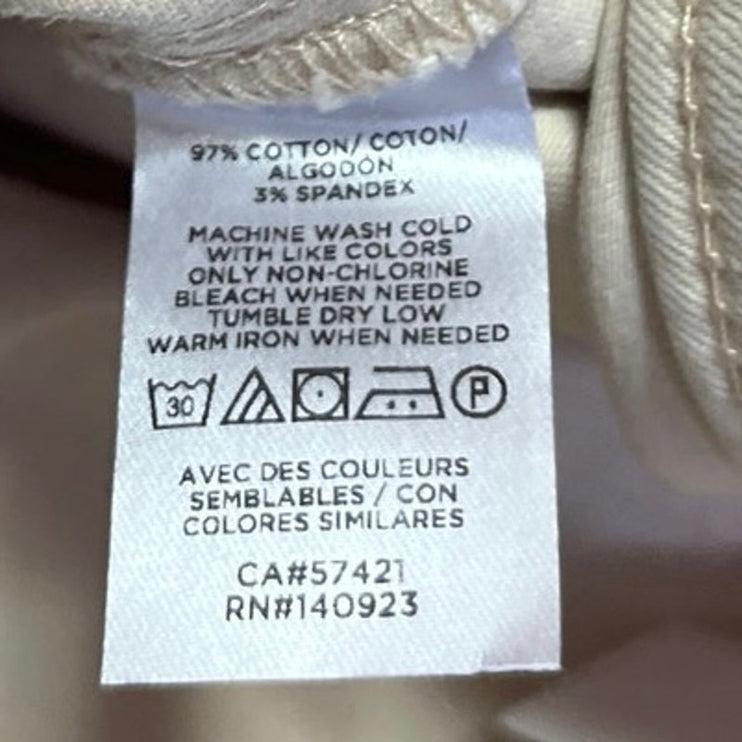 97% COTTON/ COTON/
ALGODÓN
3% SPANDEX
MACHINE WASH COLD
WITH LIKE COLORS
ONLY NON-CHLORINE
BLEACH WHEN NEEDED
TUMBLE DRY LOW
WARM IRON WHEN NEEDED
30 P
AVEC DES COULEURS
SEMBLABLES / CON
COLORES SIMILARES
CA#57421
RN#140923